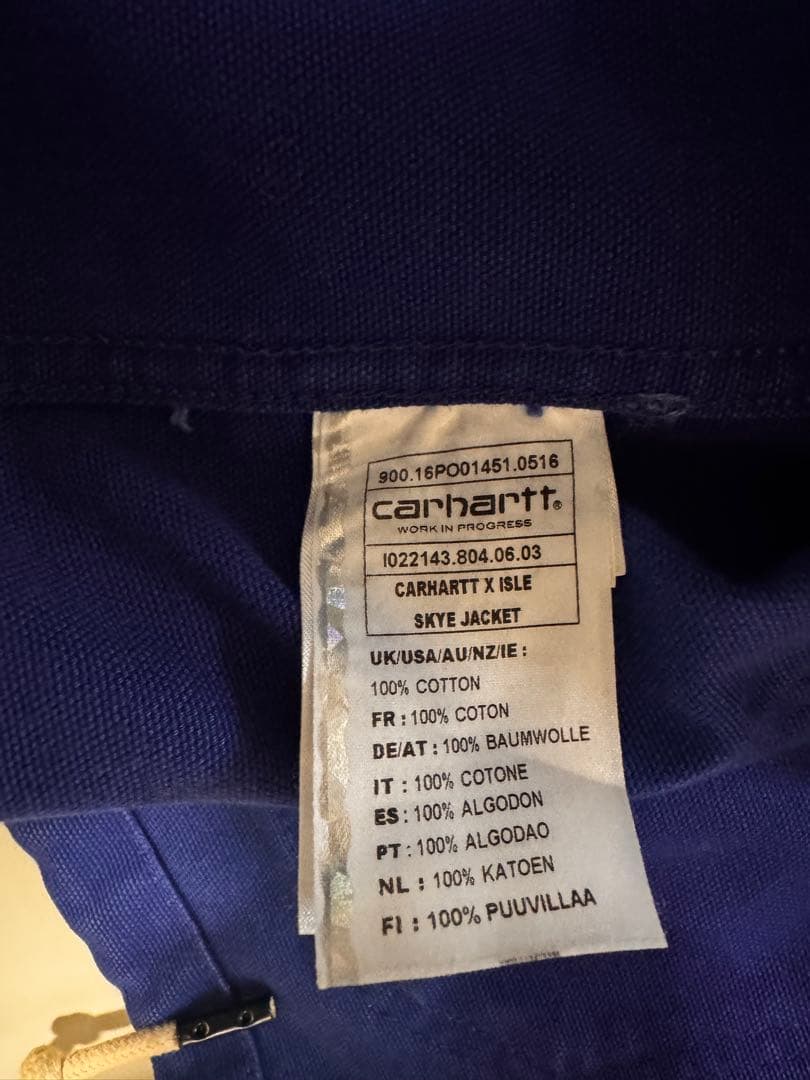 900.16PO01451.0516
carhartt®
WORK IN PROGRESS
I022143.804.06.03
CARHARTT X ISLE
SKYE JACKET
UK/USA/AU/NZ/IE :
100% COTTON
FR : 100% COTON
DE/AT : 100% BAUMWOLLE
IT : 100% COTONE
ES : 100% ALGODON
PT : 100% ALGODAO
NL : 100% KATOEN
FI : 100% PUUVILLAA